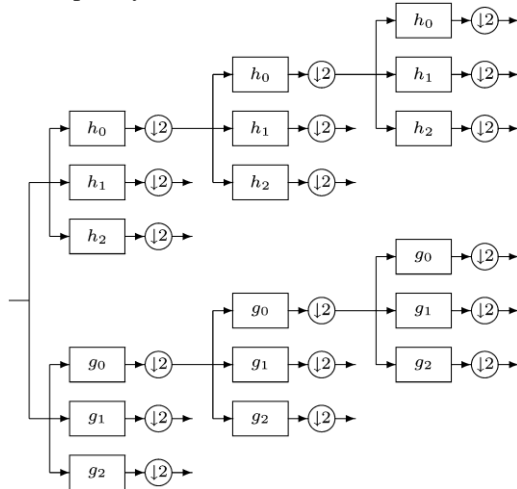 h₀ ↓2
h₀ ↓2 h₁ ↓2
h₀ ↓2 h₁ ↓2 h₂ ↓2
h₁ ↓2 h₂ ↓2
h₂ ↓2
g₀ ↓2
g₀ ↓2 g₁ ↓2
g₀ ↓2 g₁ ↓2 g₂ ↓2
g₁ ↓2 g₂ ↓2
g₂ ↓2